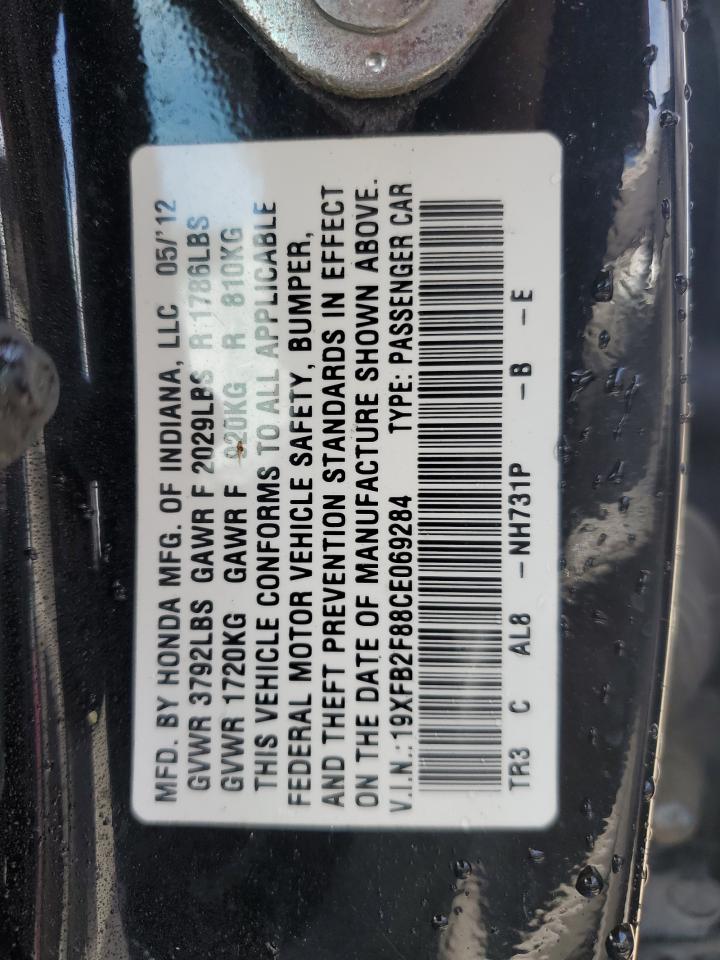 MFD. BY HONDA MFG. OF INDIANA, LLC 05/'12
GVWR 3792LBS GAWR F 2029LBS R 1786LBS
GVWR 1720KG GAWR F 920KG R 810KG
THIS VEHICLE CONFORMS TO ALL APPLICABLE
FEDERAL MOTOR VEHICLE SAFETY, BUMPER,
AND THEFT PREVENTION STANDARDS IN EFFECT
ON THE DATE OF MANUFACTURE SHOWN ABOVE.
V.I.N.: 19XFB2F88CE069284 TYPE: PASSENGER CAR
TR3 C AL8 -NH731P -B -E